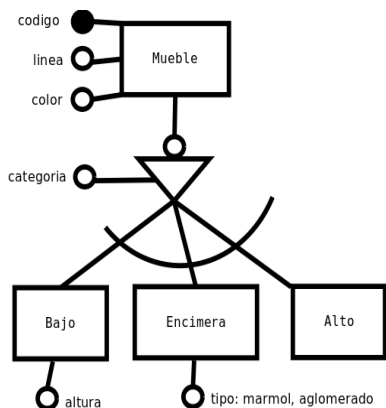 codigo
linea
Mueble
color
categoria
Bajo
Encimera
Alto
altura
tipo: marmol, aglomerado